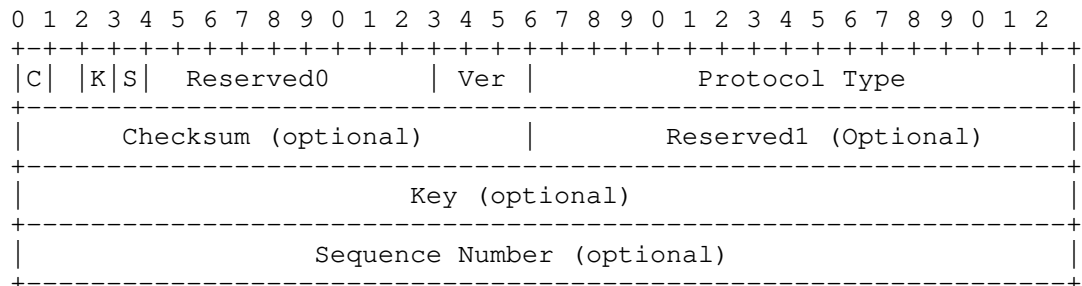 0 1 2 3 4 5 6 7 8 9 0 1 2 3 4 5 6 7 8 9 0 1 2 3 4 5 6 7 8 9 0 1 2
+-+-+-+-+-+-+-+-+-+-+-+-+-+-+-+-+-+-+-+-+-+-+-+-+-+-+-+-+-+-+-+-+-+
|C| |K|S| Reserved0 | Ver | Protocol Type |
+-----------------------------------------------------------------+
| Checksum (optional) | Reserved1 (Optional) |
+-----------------------------------------------------------------+
| Key (optional) |
+-----------------------------------------------------------------+
| Sequence Number (optional) |
+-----------------------------------------------------------------+